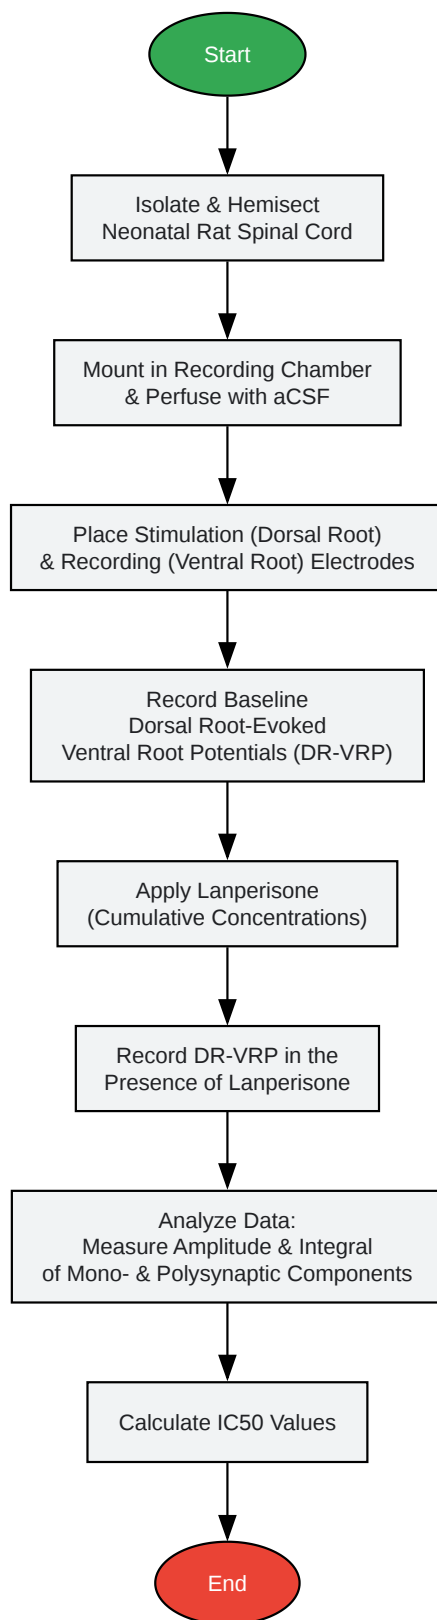 Start
Isolate & Hemisect
Neonatal Rat Spinal Cord
Mount in Recording Chamber
& Perfuse with aCSF
Place Stimulation (Dorsal Root)
& Recording (Ventral Root) Electrodes
Record Baseline
Dorsal Root-Evoked
Ventral Root Potentials (DR-VRP)
Apply Lanperisone
(Cumulative Concentrations)
Record DR-VRP in the
Presence of Lanperisone
Analyze Data:
Measure Amplitude & Integral
of Mono- & Polysynaptic Components
Calculate IC50 Values
End